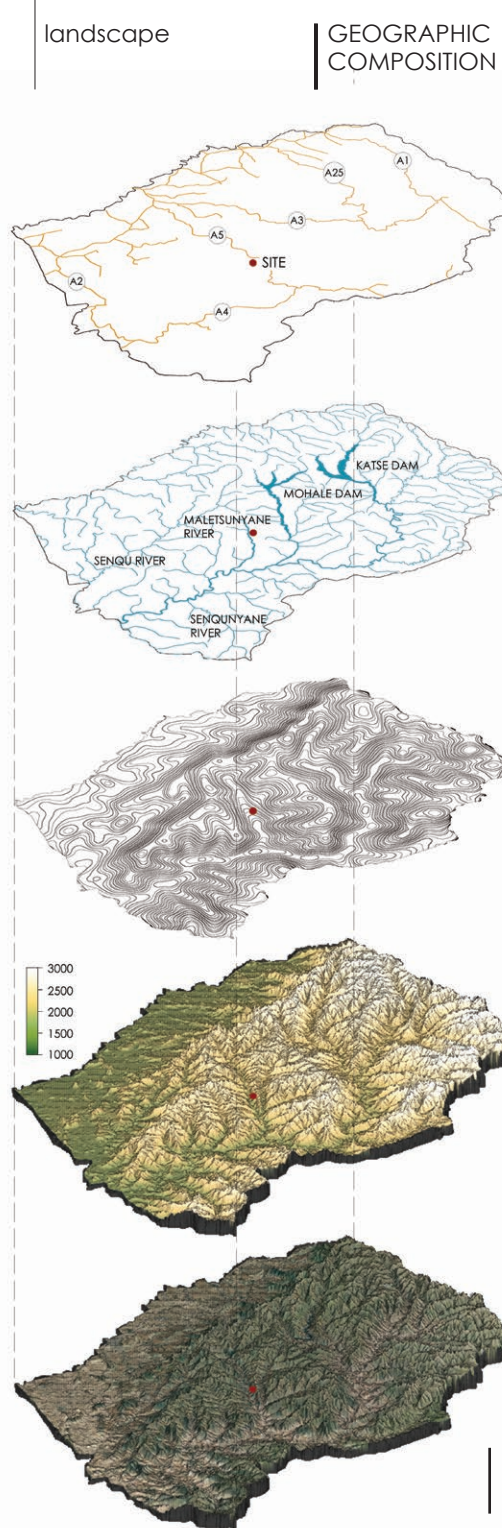 landscape
GEOGRAPHIC
COMPOSITION
A1
A25
A3
A5
SITE
A2
A4
KATSE DAM
MOHALE DAM
MALETSUNYANE
RIVER
SENQU RIVER
SENQUNYANE
RIVER
3000
2500
2000
1500
1000